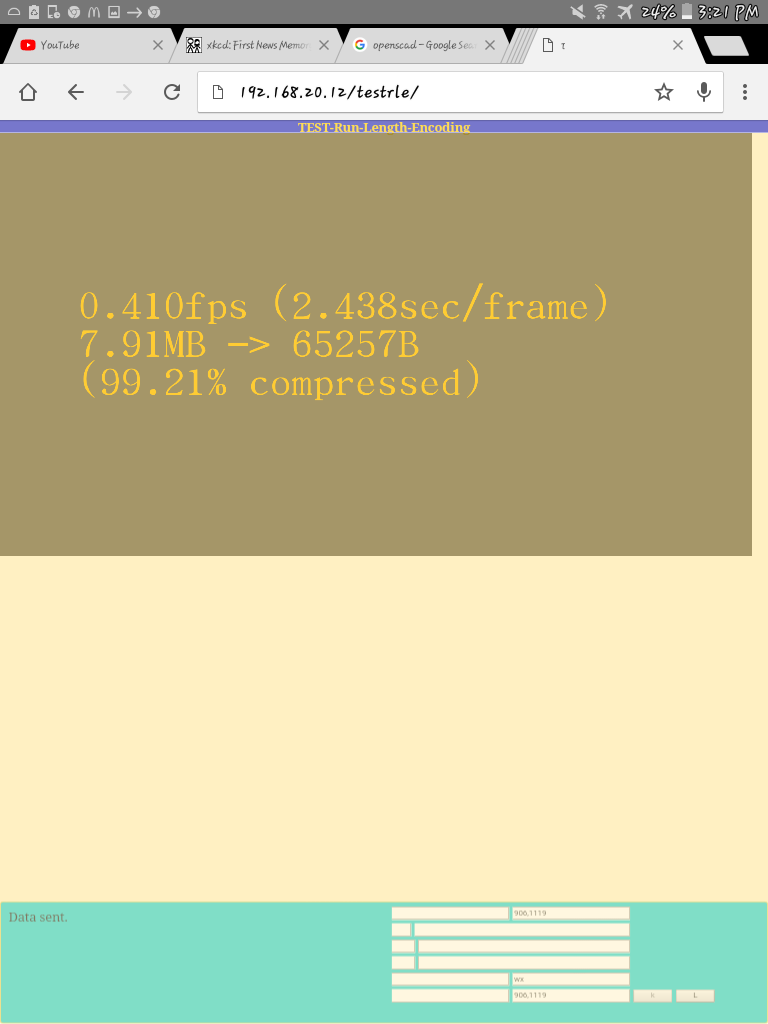 24% 3:21 PM
YouTube
xkcd: First News Memor
openscad - Google Sea
τ
192.168.20.12/testrle/
TEST-Run-Length-Encoding
0.410fps (2.438sec/frame)
7.91MB -> 65257B
(99.21% compressed)
Data sent.
906,1119
wx
906,1119
L